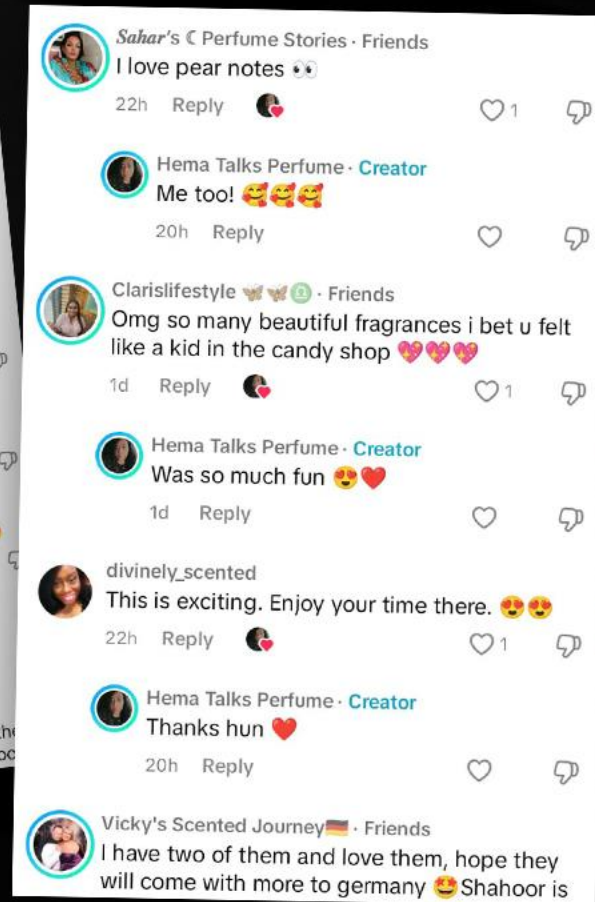 Sahar's ☾ Perfume Stories · Friends
I love pear notes 👀
22h Reply
1
Hema Talks Perfume · Creator
Me too! 🥰🥰🥰
20h Reply
Clarislifestyle 🦋🦋♎ · Friends
Omg so many beautiful fragrances i bet u felt
like a kid in the candy shop 💖💖💖
1d Reply
1
Hema Talks Perfume · Creator
Was so much fun 😍❤️
1d Reply
divinely_scented
This is exciting. Enjoy your time there. 😍😍
22h Reply
1
Hema Talks Perfume · Creator
Thanks hun ❤️
20h Reply
Vicky's Scented Journey🇩🇪 · Friends
I have two of them and love them, hope they
will come with more to germany 🤩Shahoor is